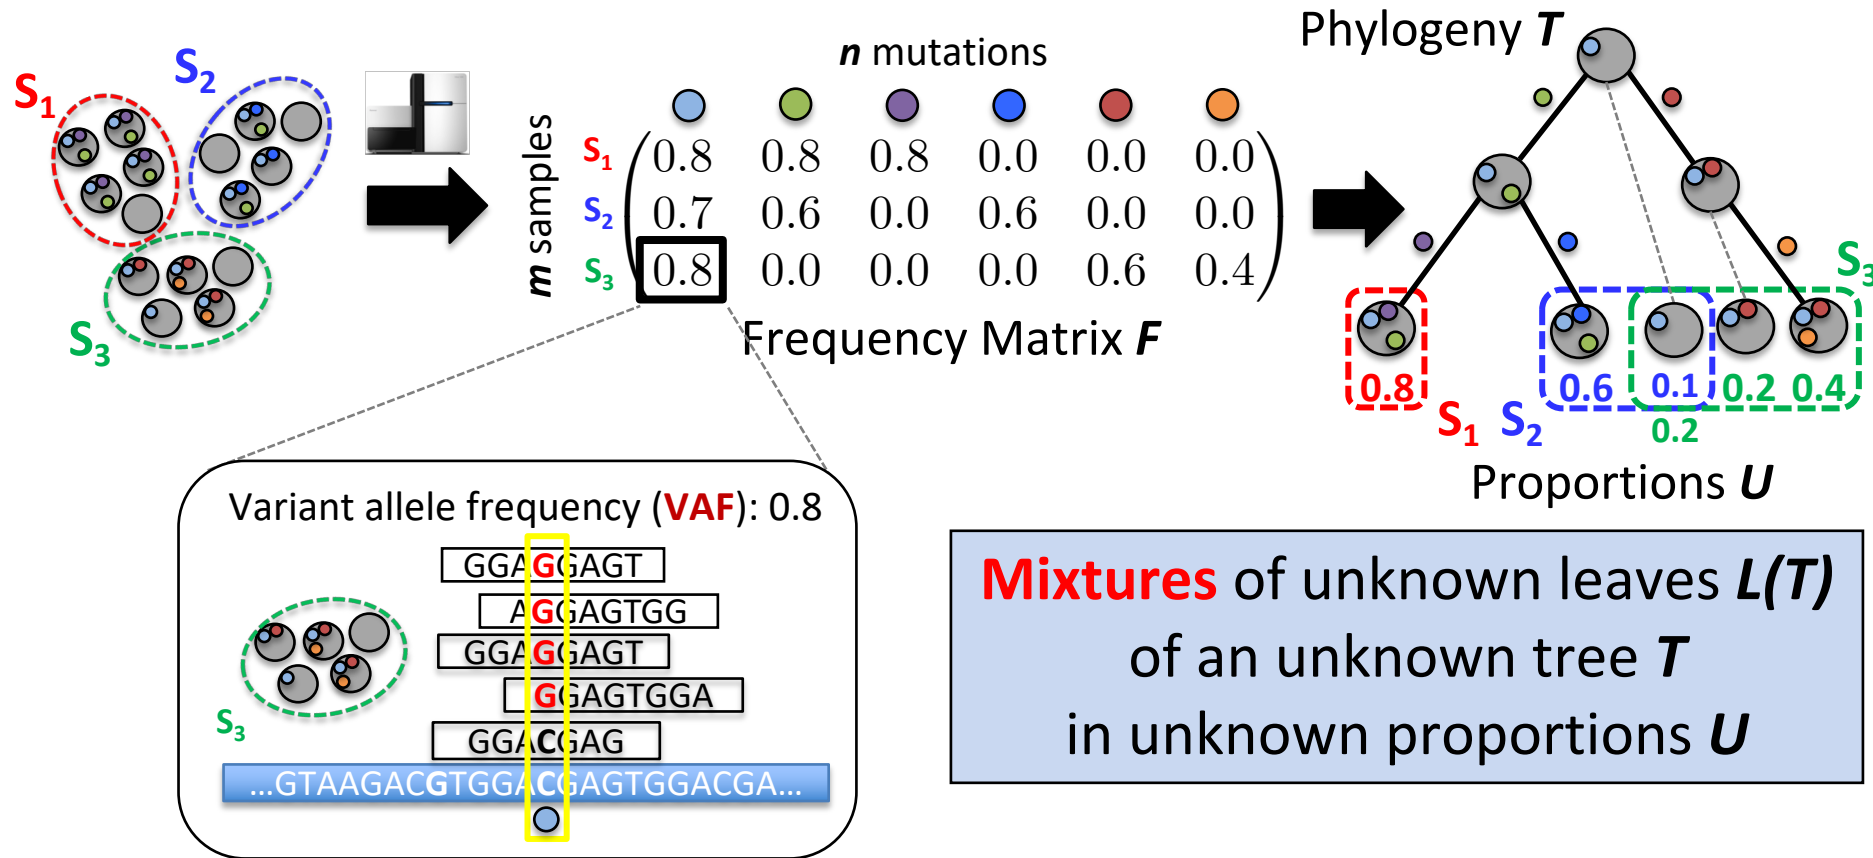 S1
S2
S3
n mutations
m samples
S1 0.8 0.8 0.8 0.0 0.0 0.0
S2 0.7 0.6 0.0 0.6 0.0 0.0
S3 0.8 0.0 0.0 0.0 0.6 0.4
Frequency Matrix F
Phylogeny T
S3
0.8 0.6 0.1 0.2 0.4
0.2
S1 S2
Proportions U
Variant allele frequency (VAF): 0.8
GGAGGAGT
AGGAGTGG
GGAGGAGT
GGAGTGGA
GGACGAG
...GTAAGACGTGGACGAGTGGACGA...
S3
Mixtures of unknown leaves L(T)
of an unknown tree T
in unknown proportions U